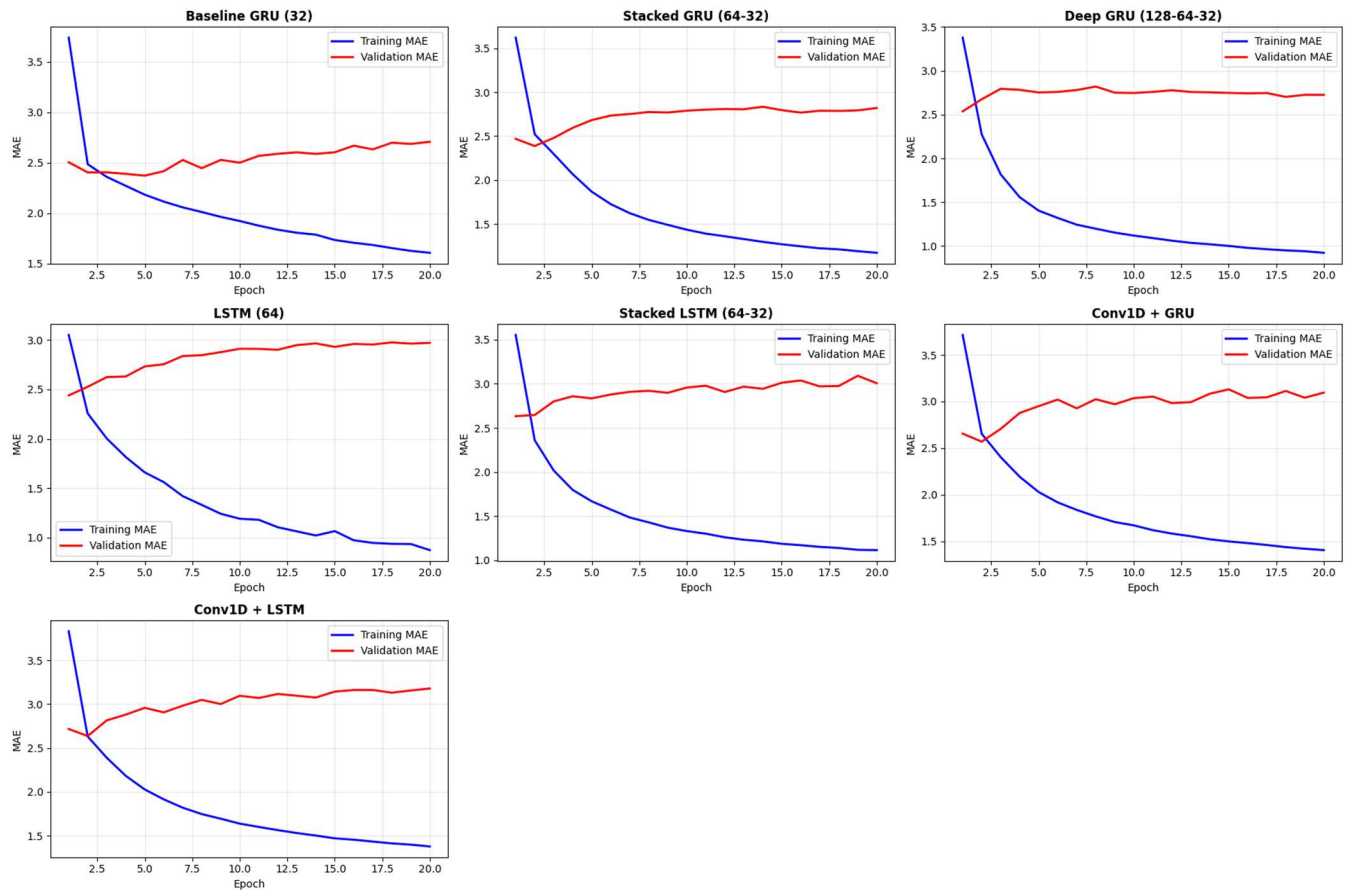 Baseline GRU (32)
MAE
3.5
3.0
2.5
2.0
1.5
Training MAE
Validation MAE
2.5 5.0 7.5 10.0 12.5 15.0 17.5 20.0
Epoch
Stacked GRU (64-32)
MAE
3.5
3.0
2.5
2.0
1.5
Training MAE
Validation MAE
2.5 5.0 7.5 10.0 12.5 15.0 17.5 20.0
Epoch
Deep GRU (128-64-32)
MAE
3.5
3.0
2.5
2.0
1.5
1.0
Training MAE
Validation MAE
2.5 5.0 7.5 10.0 12.5 15.0 17.5 20.0
Epoch
LSTM (64)
MAE
3.0
2.5
2.0
1.5
1.0
Training MAE
Validation MAE
2.5 5.0 7.5 10.0 12.5 15.0 17.5 20.0
Epoch
Stacked LSTM (64-32)
MAE
3.5
3.0
2.5
2.0
1.5
1.0
Training MAE
Validation MAE
2.5 5.0 7.5 10.0 12.5 15.0 17.5 20.0
Epoch
Conv1D + GRU
MAE
3.5
3.0
2.5
2.0
1.5
Training MAE
Validation MAE
2.5 5.0 7.5 10.0 12.5 15.0 17.5 20.0
Epoch
Conv1D + LSTM
MAE
3.5
3.0
2.5
2.0
1.5
Training MAE
Validation MAE
2.5 5.0 7.5 10.0 12.5 15.0 17.5 20.0
Epoch